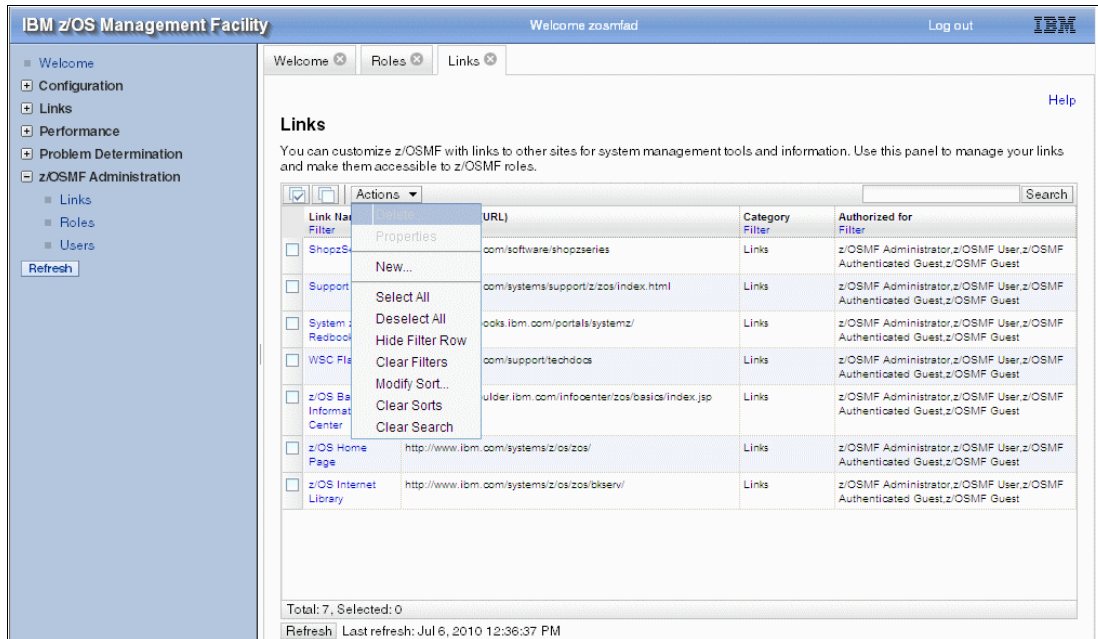 IBM z/OS Management Facility
Welcome zosmfad
Log out
IBM
Welcome
Configuration
Links
Performance
Problem Determination
z/OSMF Administration
Links
Roles
Users
Refresh
Welcome
Roles
Links
Help
Links
You can customize z/OSMF with links to other sites for system management tools and information. Use this panel to manage your links
and make them accessible to z/OSMF roles.
Actions
Search
Delete...
Properties
New...
Select All
Deselect All
Hide Filter Row
Clear Filters
Modify Sort...
Clear Sorts
Clear Search
Link URL) Category Authorized for
Filter Filter Filter
com/software/shopzseries Links z/OSMF Administrator,z/OSMF User,z/OSMF
Authenticated Guest,z/OSMF Guest
Support com/systems/support/z/zos/index.html Links z/OSMF Administrator,z/OSMF User,z/OSMF
Authenticated Guest,z/OSMF Guest
System ooks.ibm.com/portals/systemz/ Links z/OSMF Administrator,z/OSMF User,z/OSMF
Authenticated Guest,z/OSMF Guest
WSC com/support/techdocs Links z/OSMF Administrator,z/OSMF User,z/OSMF
Authenticated Guest,z/OSMF Guest
z/OS Ba ulder.ibm.com/infocenter/zos/basics/index.jsp Links z/OSMF Administrator,z/OSMF User,z/OSMF
Informat Authenticated Guest,z/OSMF Guest
Center
z/OS Home http://www.ibm.com/systems/z/os/zos/ Links z/OSMF Administrator,z/OSMF User,z/OSMF
Page Authenticated Guest,z/OSMF Guest
z/OS Internet http://www.ibm.com/systems/z/os/zos/bkserv/ Links z/OSMF Administrator,z/OSMF User,z/OSMF
Library Authenticated Guest,z/OSMF Guest
Total: 7, Selected: 0
Refresh Last refresh: Jul 6, 2010 12:36:37 PM